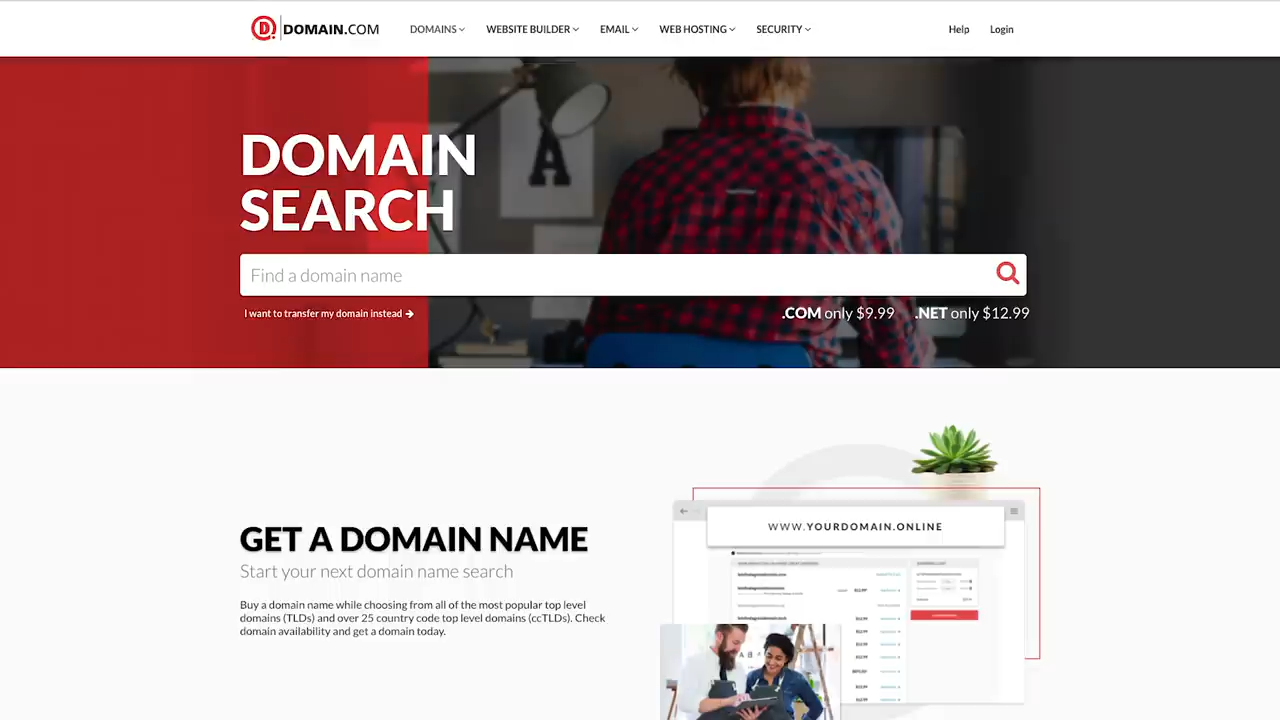 D. DOMAIN.COM
DOMAINS
WEBSITE BUILDER
EMAIL
WEB HOSTING
SECURITY
Help
Login
A
DOMAIN
SEARCH
Find a domain name
I want to transfer my domain instead →
.COM only $9.99
.NET only $12.99
GET A DOMAIN NAME
Start your next domain name search
Buy a domain name while choosing from all of the most popular top level
domains (TLDs) and over 25 country code top level domains (ccTLDs). Check
domain availability and get a domain today.
WWW.YOURDOMAIN.ONLINE